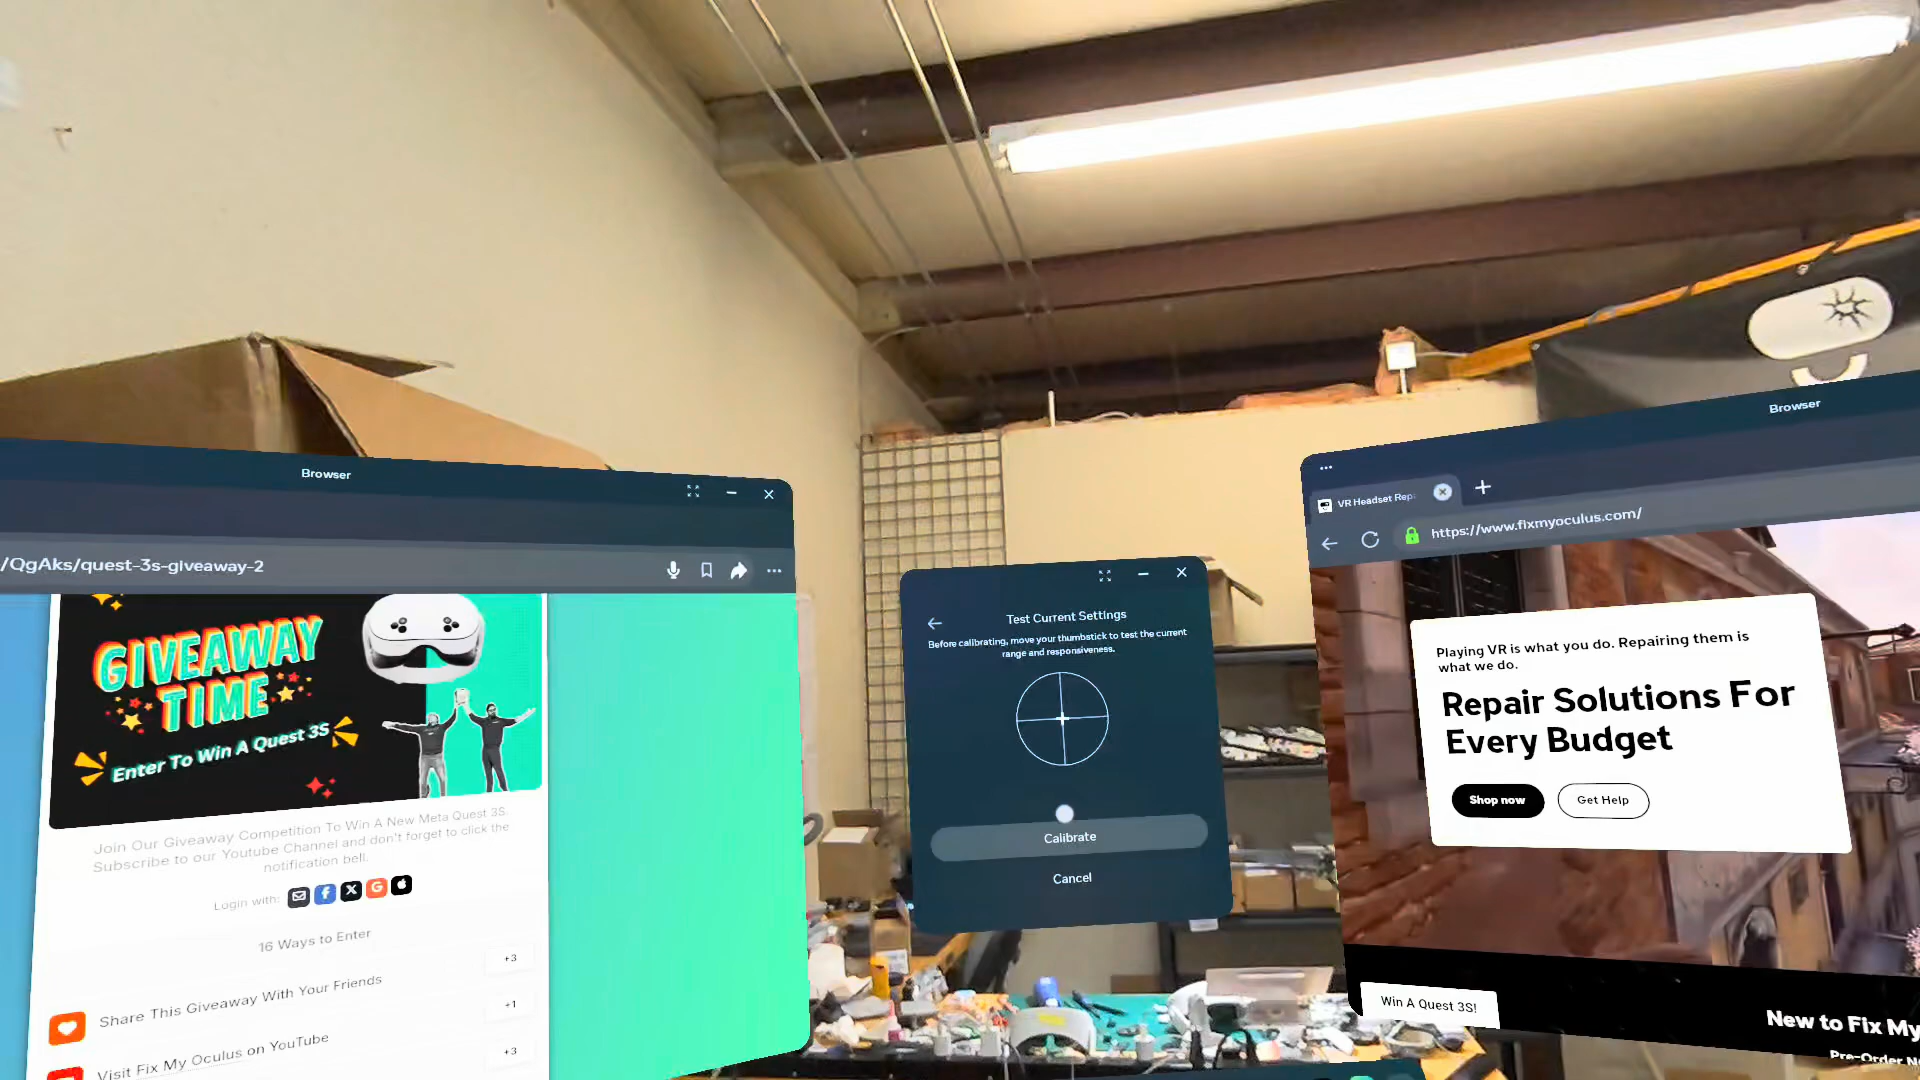 Browser
/QgAks/quest-3s-giveaway-2
GIVEAWAY
TIME
Enter To Win A Quest 3S
Join Our Giveaway Competition To Win A New Meta Quest 3S.
Subscribe to our Youtube Channel and don't forget to click the
notification bell.
Login with:
16 Ways to Enter
+3
Share This Giveaway With Your Friends
+1
Visit Fix My Oculus on YouTube
+3
Test Current Settings
Before calibrating, move your thumbstick to test the current
range and responsiveness.
Calibrate
Cancel
Browser
VR Headset Rep
https://www.fixmyoculus.com/
Playing VR is what you do. Repairing them is
what we do.
Repair Solutions For
Every Budget
Shop now
Get Help
Win A Quest 3S!
New to Fix My
Pre-Order